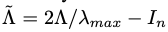 Λ̃ = 2Λ/λ_max − I_n